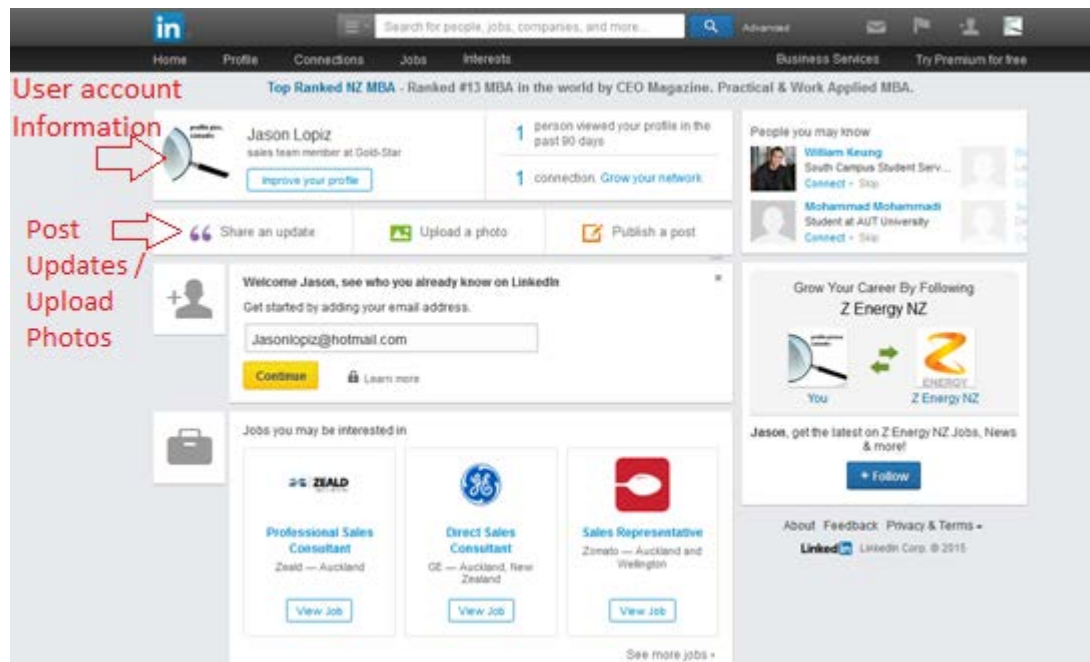 in
Search for people, jobs, companies, and more...
Advanced
Home Profile Connections Jobs Interests
Business Services Try Premium for free
User account
Information
Top Ranked NZ MBA - Ranked #13 MBA in the world by CEO Magazine. Practical & Work Applied MBA.
Jason Lopiz
sales team member at Gold-Star
Improve your profile
1 person viewed your profile in the
past 90 days
1 connection. Grow your network
People you may know
William Keung
South Campus Student Serv...
Connect • Skip
Mohammad Mohammadi
Student at AUT University
Connect • Skip
Post
Updates /
Upload
Photos
Share an update
Upload a photo
Publish a post
Welcome Jason, see who you already know on LinkedIn
Get started by adding your email address.
Jasonlopiz@hotmail.com
Continue
Learn more
Grow Your Career By Following
Z Energy NZ
ENERGY
You
Z Energy NZ
Jason, get the latest on Z Energy NZ Jobs, News
& more!
+ Follow
Jobs you may be interested in
ZEALD
Professional Sales
Consultant
Zeald — Auckland
View Job
Direct Sales
Consultant
GE — Auckland, New
Zealand
View Job
Sales Representative
Zomato — Auckland and
Wellington
View Job
See more jobs
About Feedback Privacy & Terms
LinkedIn LinkedIn Corp. © 2015